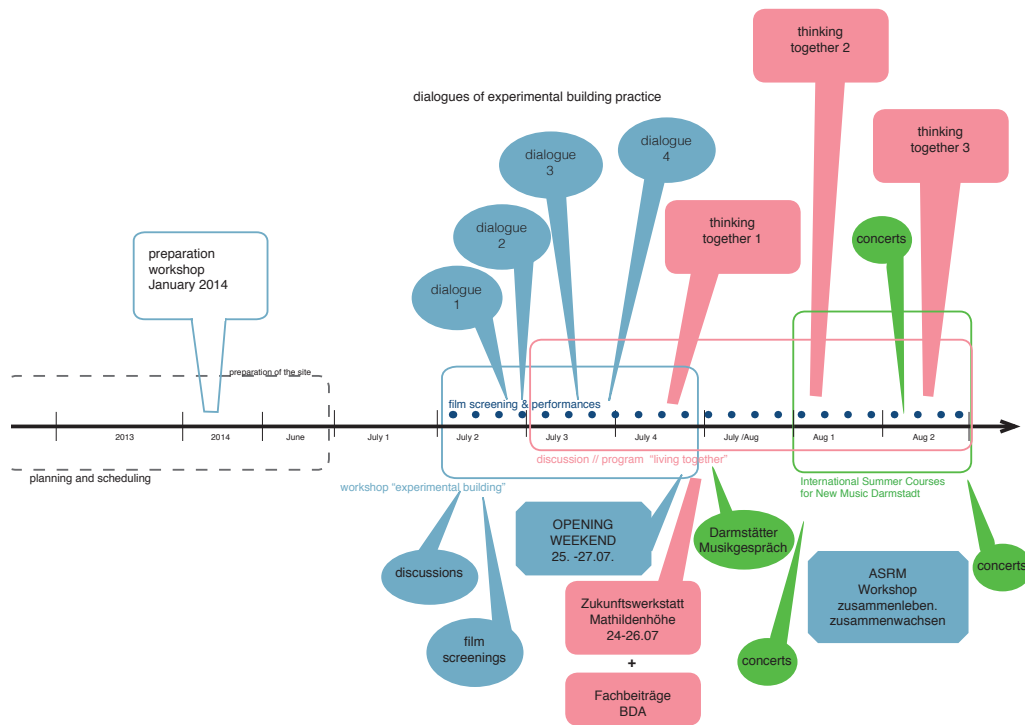 thinking
together 2
dialogues of experimental building practice
dialogue
3
dialogue
4
thinking
together 3
dialogue
2
thinking
together 1
concerts
preparation
workshop
January 2014
dialogue
1
preparation of the site
film screening & performances
2013
2014
June
July 1
July 2
July 3
July 4
July /Aug
Aug 1
Aug 2
discussion // program “living together”
planning and scheduling
workshop “experimental building”
International Summer Courses
for New Music Darmstadt
OPENING
WEEKEND
25. -27.07.
Darmstätter
Musikgespräch
discussions
concerts
ASRM
Workshop
zusammenleben.
zusammenwachsen
Zukunftswerkstatt
Mathildenhöhe
24-26.07
film
screenings
concerts
+
Fachbeiträge
BDA